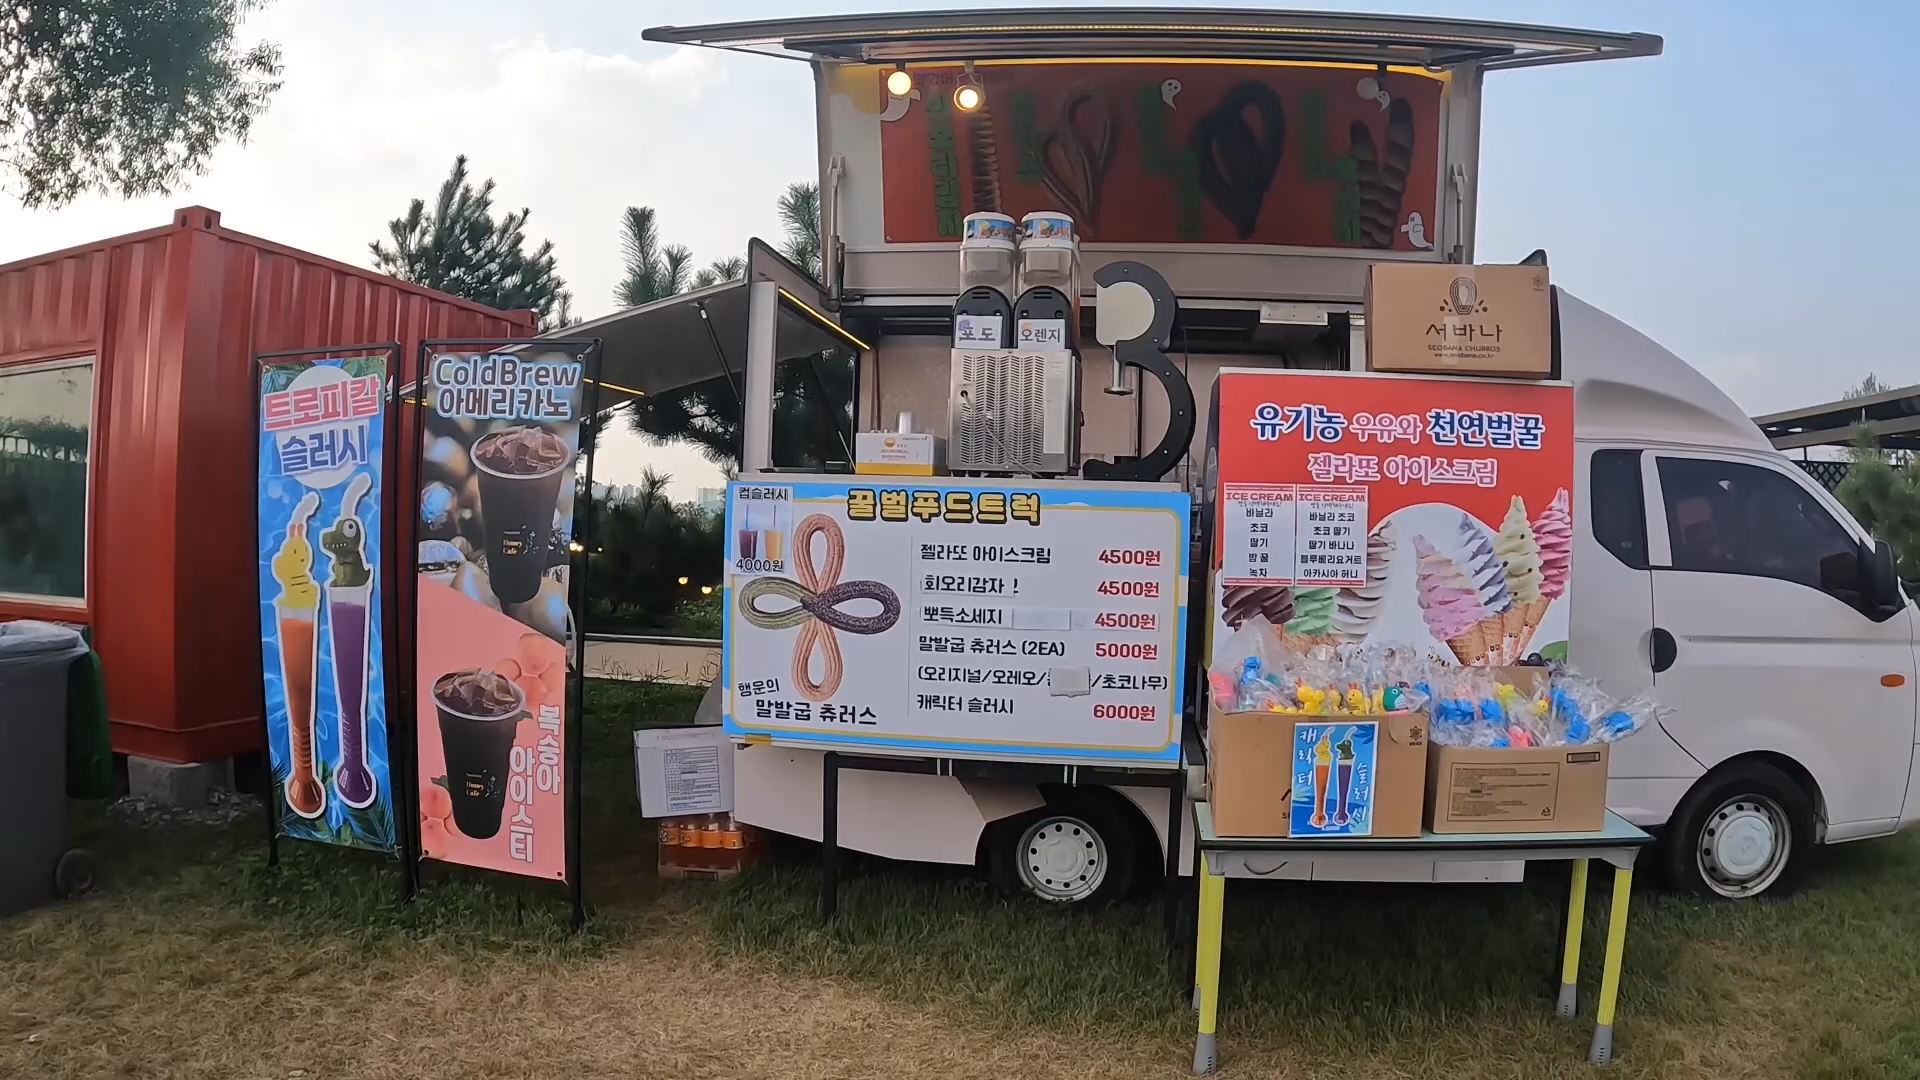 트로피칼
슬러시
ColdBrew
아메리카노
Honey
Cafe
복숭아
아이스티
Honey
Cafe
포도
오렌지
서바나
SEOBANA CHURROS
www.seobana.co.kr
컵슬러시
4000원
꿀벌푸드트럭
젤라또 아이스크림 4500원
회오리감자 4500원
뽀득소세지 4500원
말발굽 츄러스 (2EA) 5000원
(오리지널/오레오/ /초코나무)
캐릭터 슬러시 6000원
행운의
말발굽 츄러스
유기농 우유와 천연벌꿀
젤라또 아이스크림
ICE CREAM
바닐라
초코
딸기
밤 꿀
녹차
ICE CREAM
바닐라 초코
초코 딸기
딸기 바나나
블루베리요거트
아카시아 허니
캐릭터
슬러시